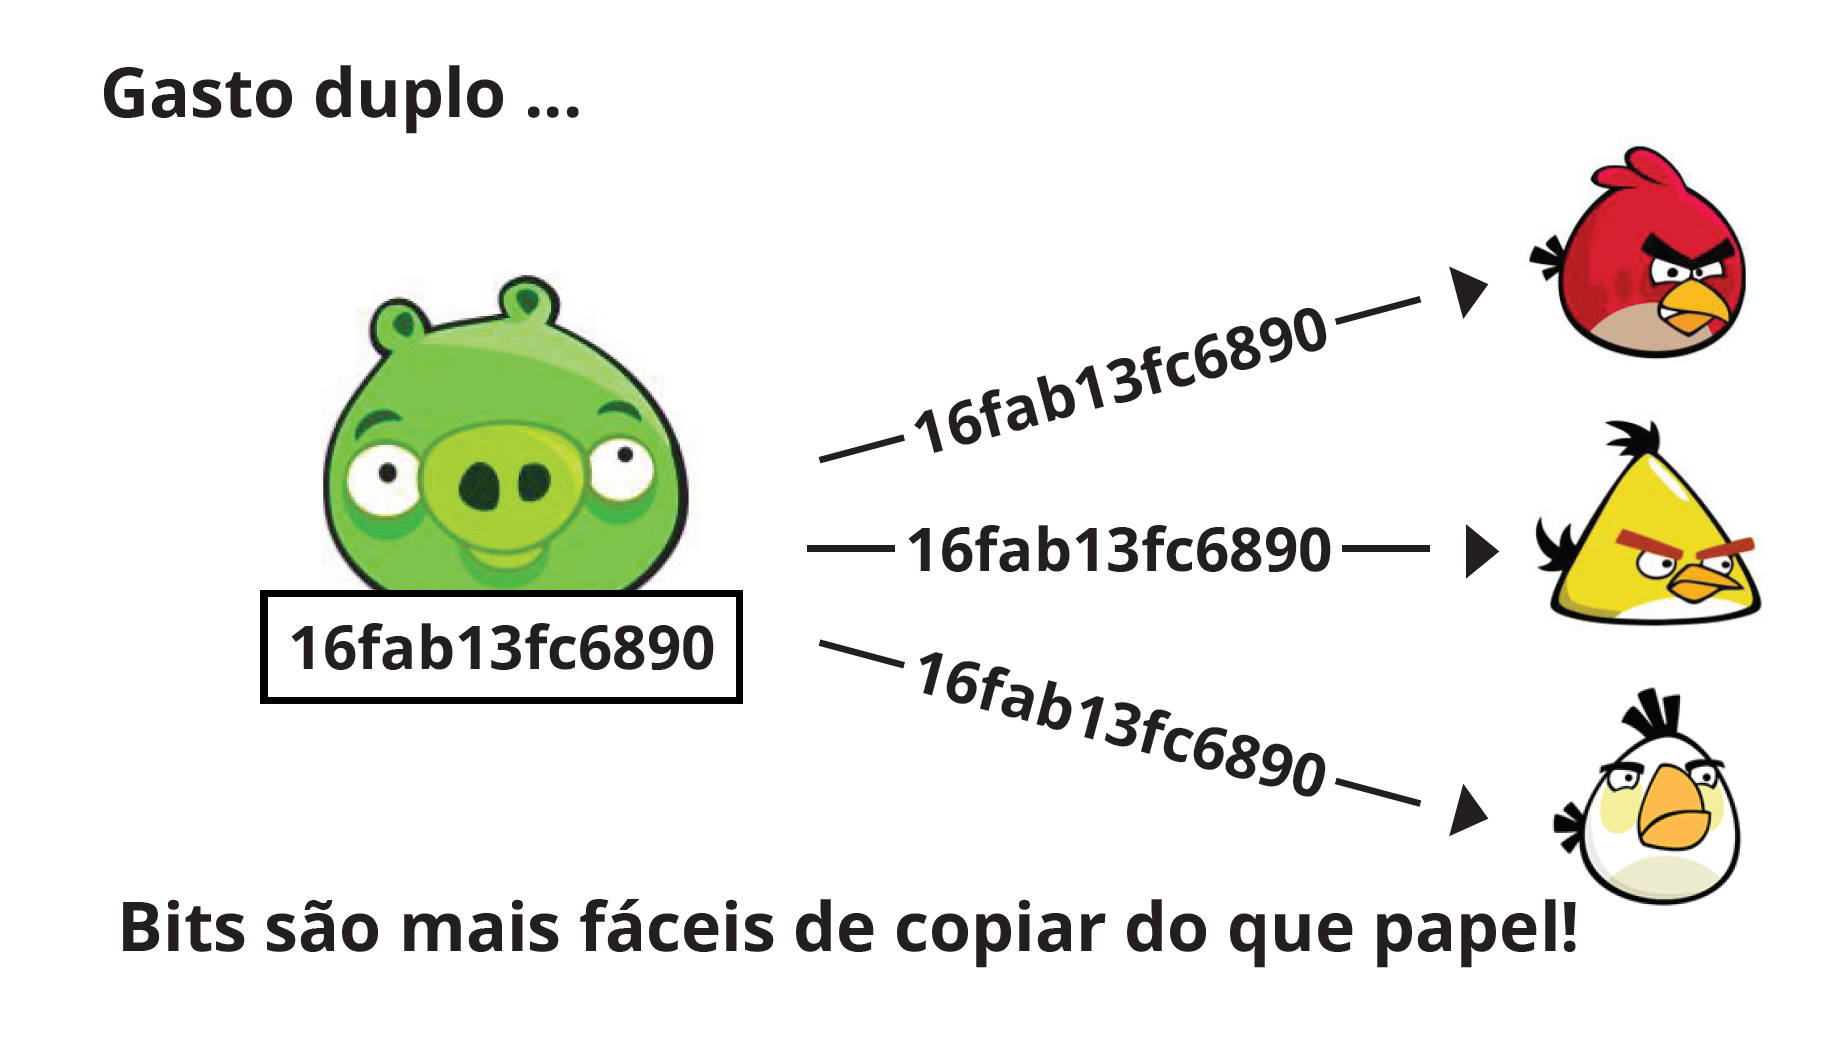 Gasto duplo ...
16fab13fc6890
16fab13fc6890
16fab13fc6890
16fab13fc6890
Bits são mais fáceis de copiar do que papel!